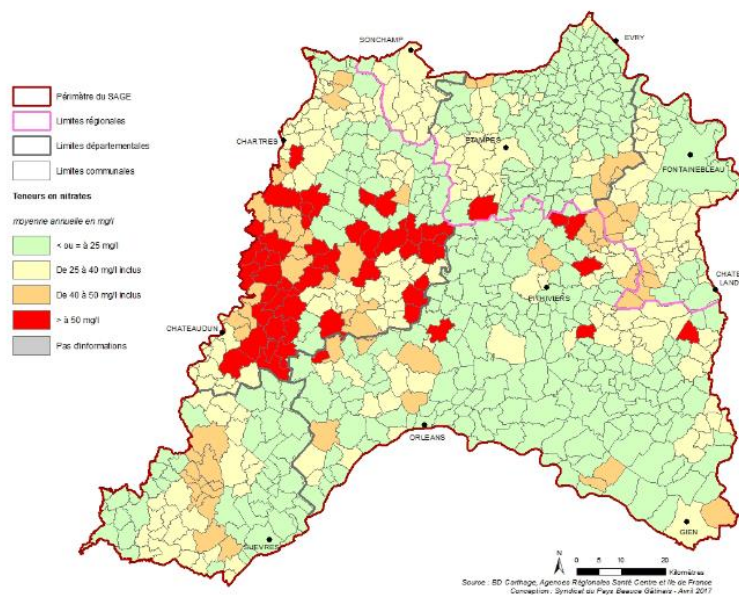 SONCHAMP
EVRY
Périmètre du SAGE
Limites régionales
Limites départementales
Limites communales
Teneurs en nitrates
moyenne annuelle en mg/l
< ou = à 25 mg/l
De 25 à 40 mg/l inclus
De 40 à 50 mg/l inclus
> à 50 mg/l
Pas d'informations
CHARTRES
ETAMPES
FONTAINEBLEAU
CHATE
LAND
PITHIVIERS
CHATEAUDUN
ORLEANS
SUEVRES
GIEN
N
0 5 10 20
Kilomètres
Source : BD Carthage, Agences Régionales Santé Centre et Ile de France
Conception : Syndicat du Pays Beauce Gâtinais - Avril 2017